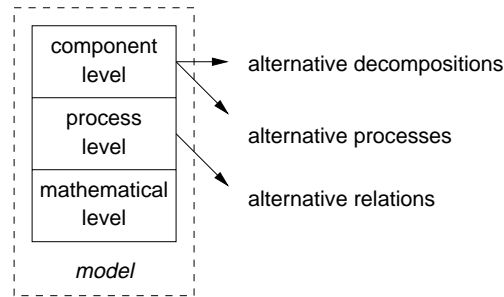 component
level
alternative decompositions
process
level
alternative processes
mathematical
level
alternative relations
model